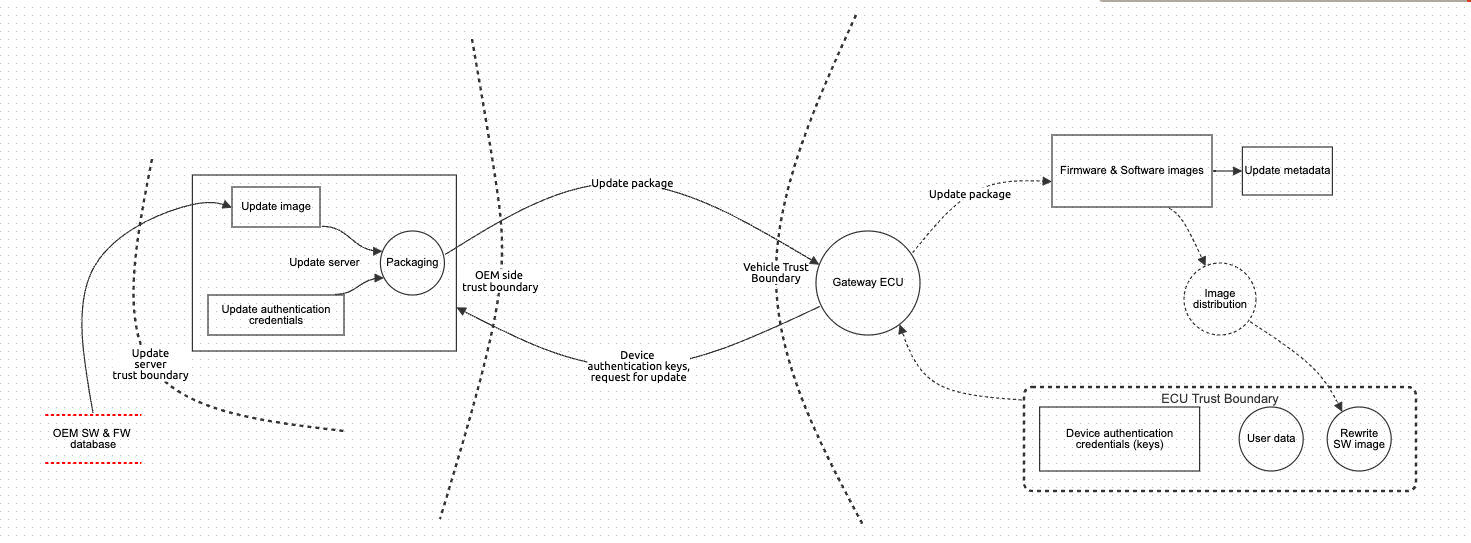 Update image
Update server
Packaging
Update authentication
credentials
Update
server
trust boundary
OEM SW & FW
database
OEM side
trust boundary
Update package
Device
authentication keys,
request for update
Vehicle Trust
Boundary
Gateway ECU
Update package
Firmware & Software images
Update metadata
Image
distribution
ECU Trust Boundary
Device authentication
credentials (keys)
User data
Rewrite
SW image